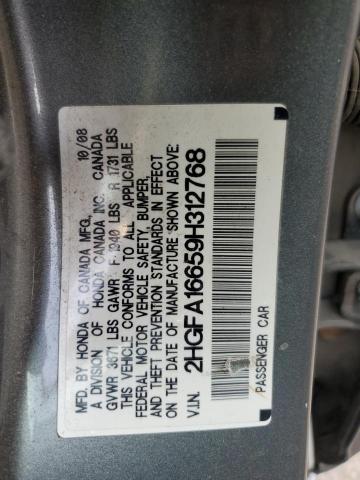 MFD. BY HONDA OF CANADA MFG. 10/08
A DIVISION OF HONDA CANADA INC. CANADA
GVWR 3671 LBS GAWR F 1940 LBS R 1731 LBS
THIS VEHICLE CONFORMS TO ALL APPLICABLE
FEDERAL MOTOR VEHICLE SAFETY, BUMPER,
AND THEFT PREVENTION STANDARDS IN EFFECT
ON THE DATE OF MANUFACTURE SHOWN ABOVE.
V.I.N. 2HGFA16659H312768
PASSENGER CAR